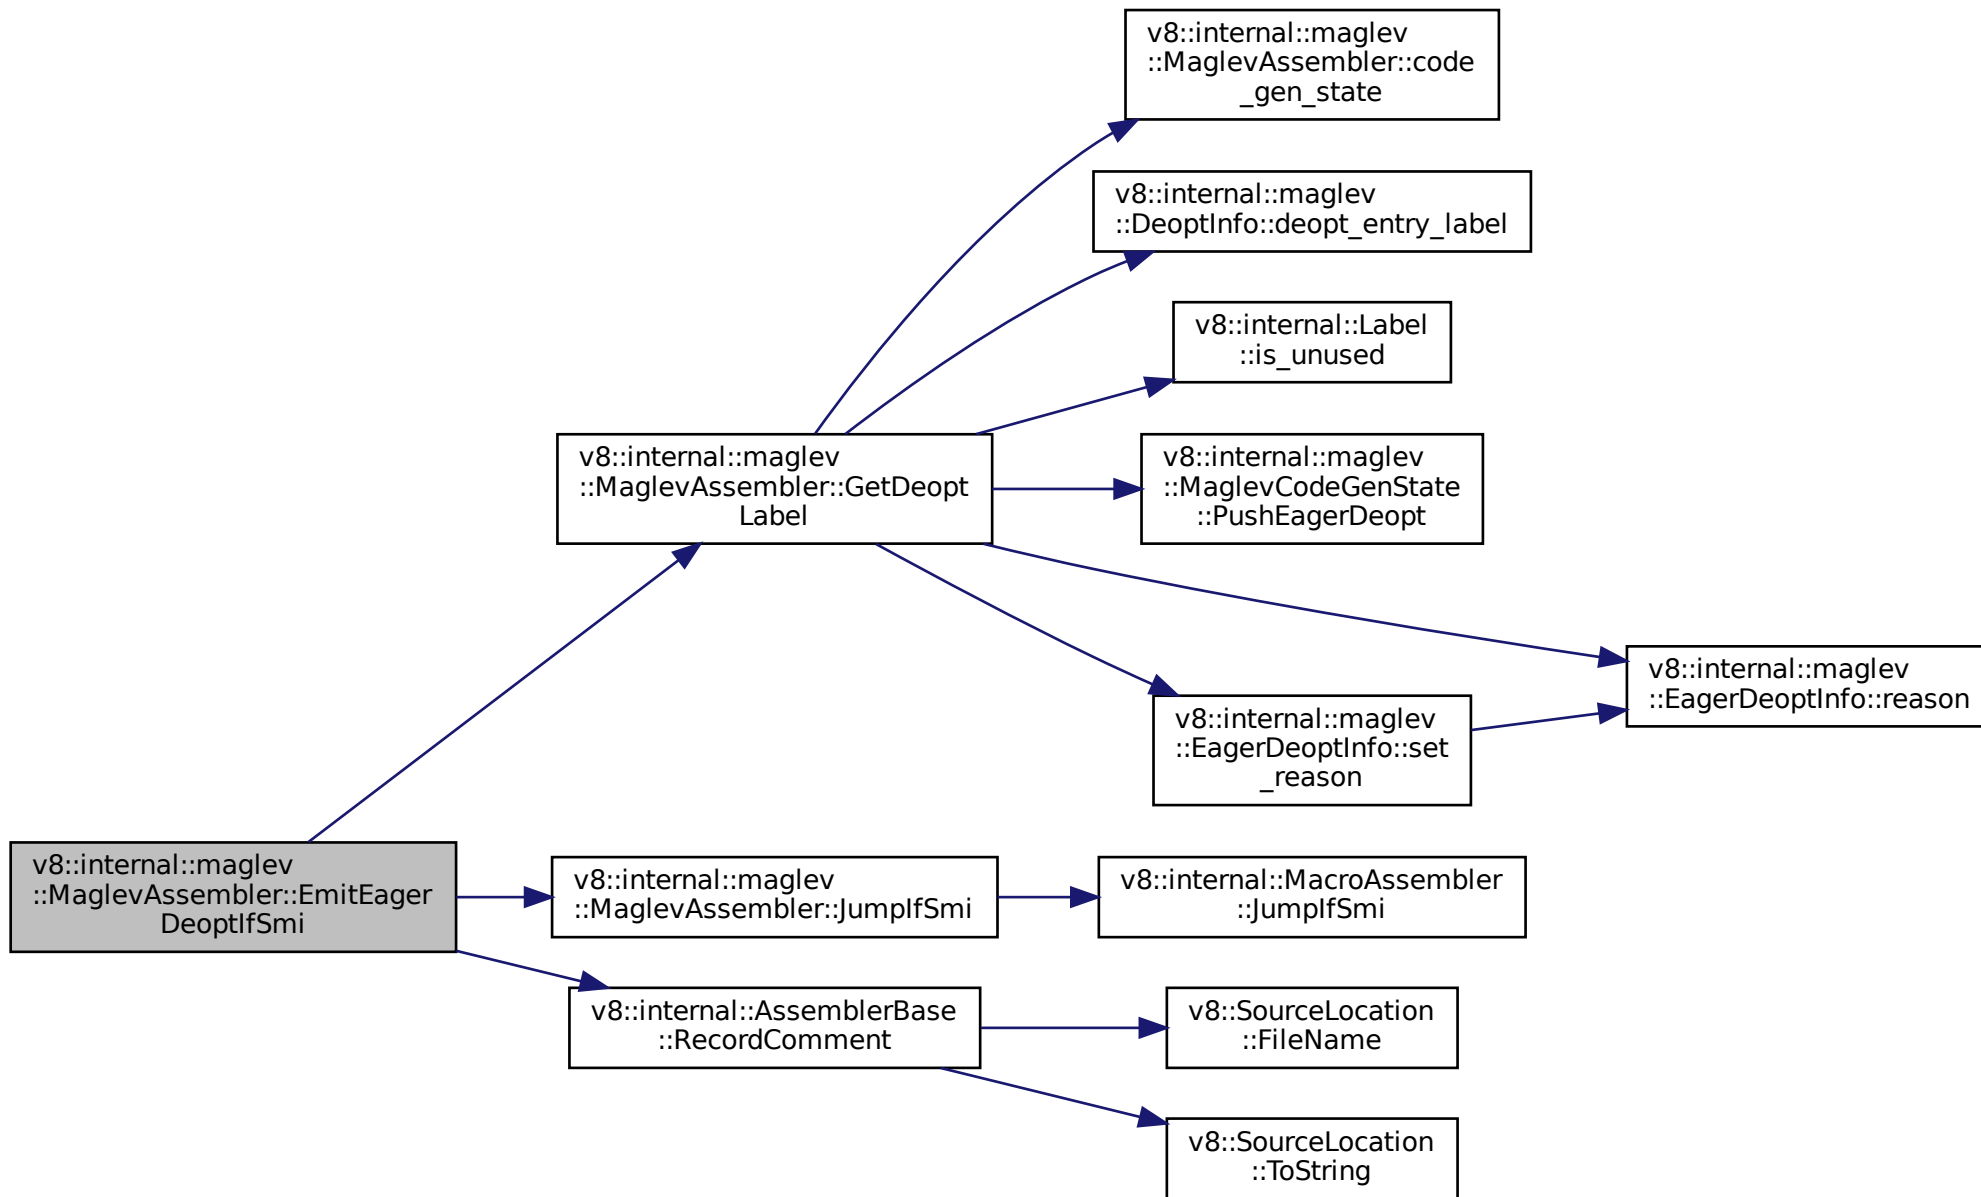 v8::internal::maglev
::MaglevAssembler::code
_gen_state
v8::internal::maglev
::DeoptInfo::deopt_entry_label
v8::internal::Label
::is_unused
v8::internal::maglev
::MaglevAssembler::GetDeopt
Label
v8::internal::maglev
::MaglevCodeGenState
::PushEagerDeopt
v8::internal::maglev
::EagerDeoptInfo::reason
v8::internal::maglev
::EagerDeoptInfo::set
_reason
v8::internal::maglev
::MaglevAssembler::EmitEager
DeoptIfSmi
v8::internal::maglev
::MaglevAssembler::JumpIfSmi
v8::internal::MacroAssembler
::JumpIfSmi
v8::internal::AssemblerBase
::RecordComment
v8::SourceLocation
::FileName
v8::SourceLocation
::ToString